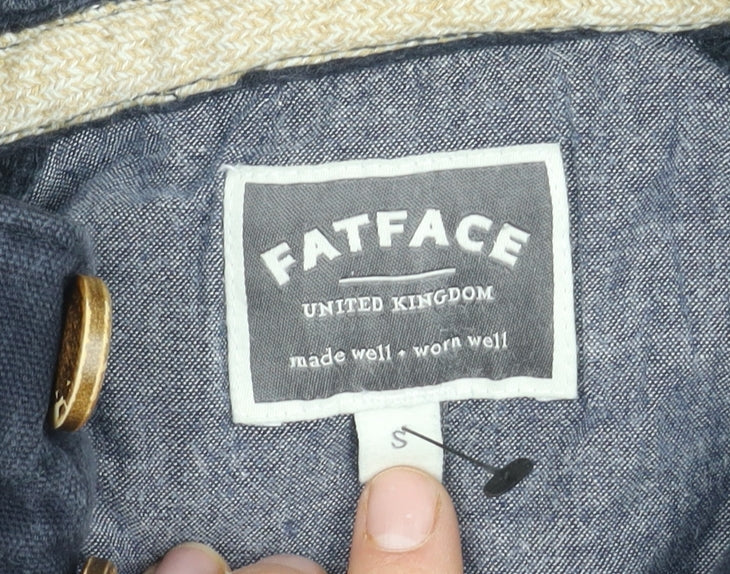 FATFACE
UNITED KINGDOM
made well • worn well
S